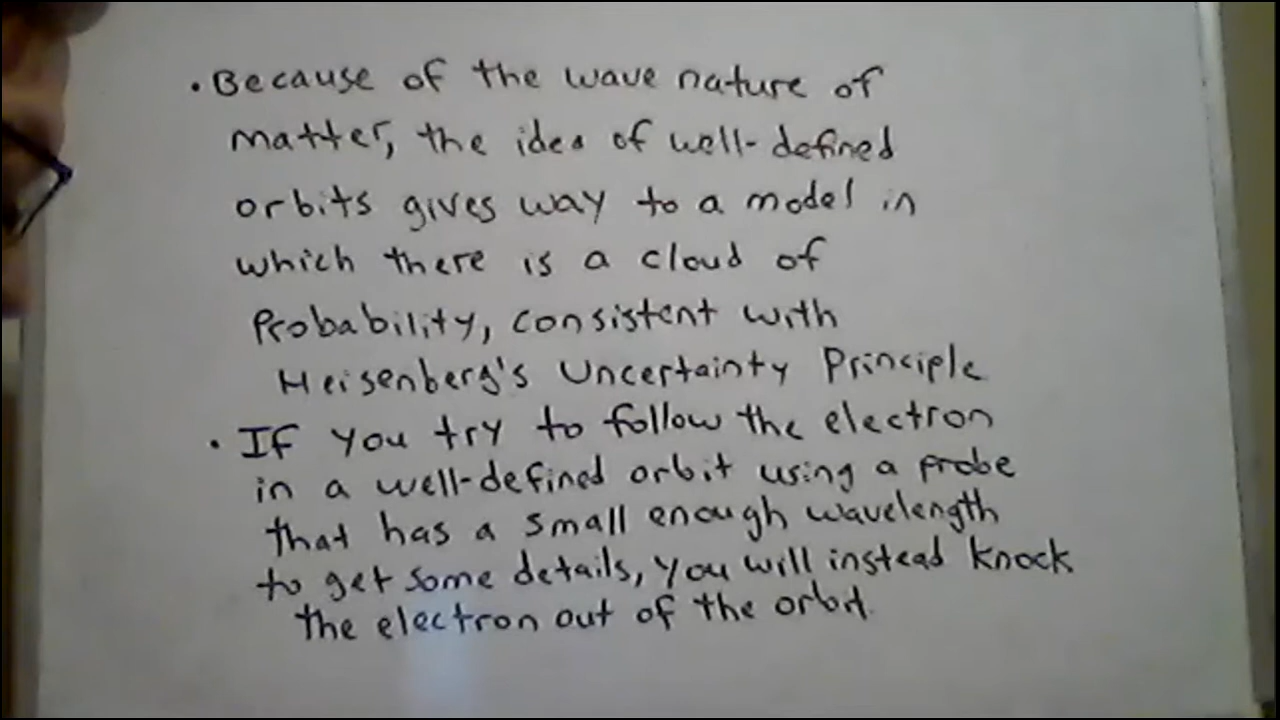 • Because of the wave nature of
matter, the idea of well-defined
orbits gives way to a model in
which there is a cloud of
Probability, consistent with
Heisenberg's Uncertainty Principle
• If you try to follow the electron
in a well-defined orbit using a probe
that has a small enough wavelength
to get some details, you will instead knock
the electron out of the orbit.